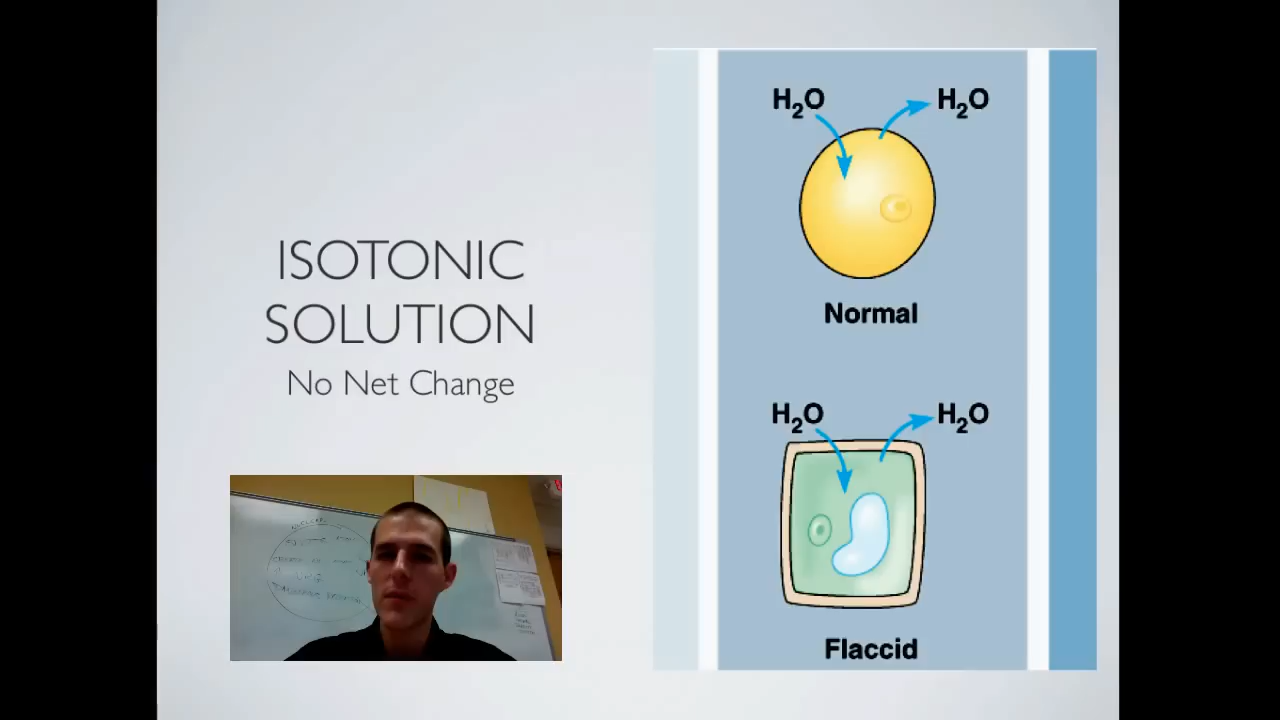 ISOTONIC
SOLUTION
No Net Change
H₂O
H₂O
Normal
H₂O
H₂O
Flaccid